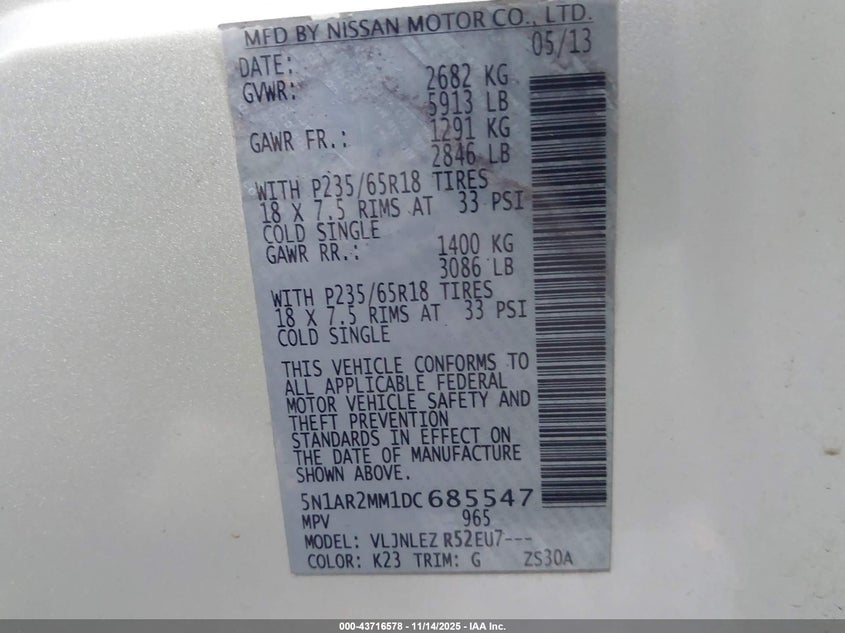 MFD BY NISSAN MOTOR CO., LTD.
DATE: 05/13
GVWR: 2682 KG
5913 LB
GAWR FR.: 1291 KG
2846 LB
WITH P235/65R18 TIRES
18 X 7.5 RIMS AT 33 PSI
COLD SINGLE
GAWR RR.: 1400 KG
3086 LB
WITH P235/65R18 TIRES
18 X 7.5 RIMS AT 33 PSI
COLD SINGLE
THIS VEHICLE CONFORMS TO
ALL APPLICABLE FEDERAL
MOTOR VEHICLE SAFETY AND
THEFT PREVENTION
STANDARDS IN EFFECT ON
THE DATE OF MANUFACTURE
SHOWN ABOVE.
5N1AR2MM1DC685547
MPV 965
MODEL: VLJNLEZ R52EU7---
COLOR: K23 TRIM: G ZS30A
000-43716578 - 11/14/2025 - IAA Inc.